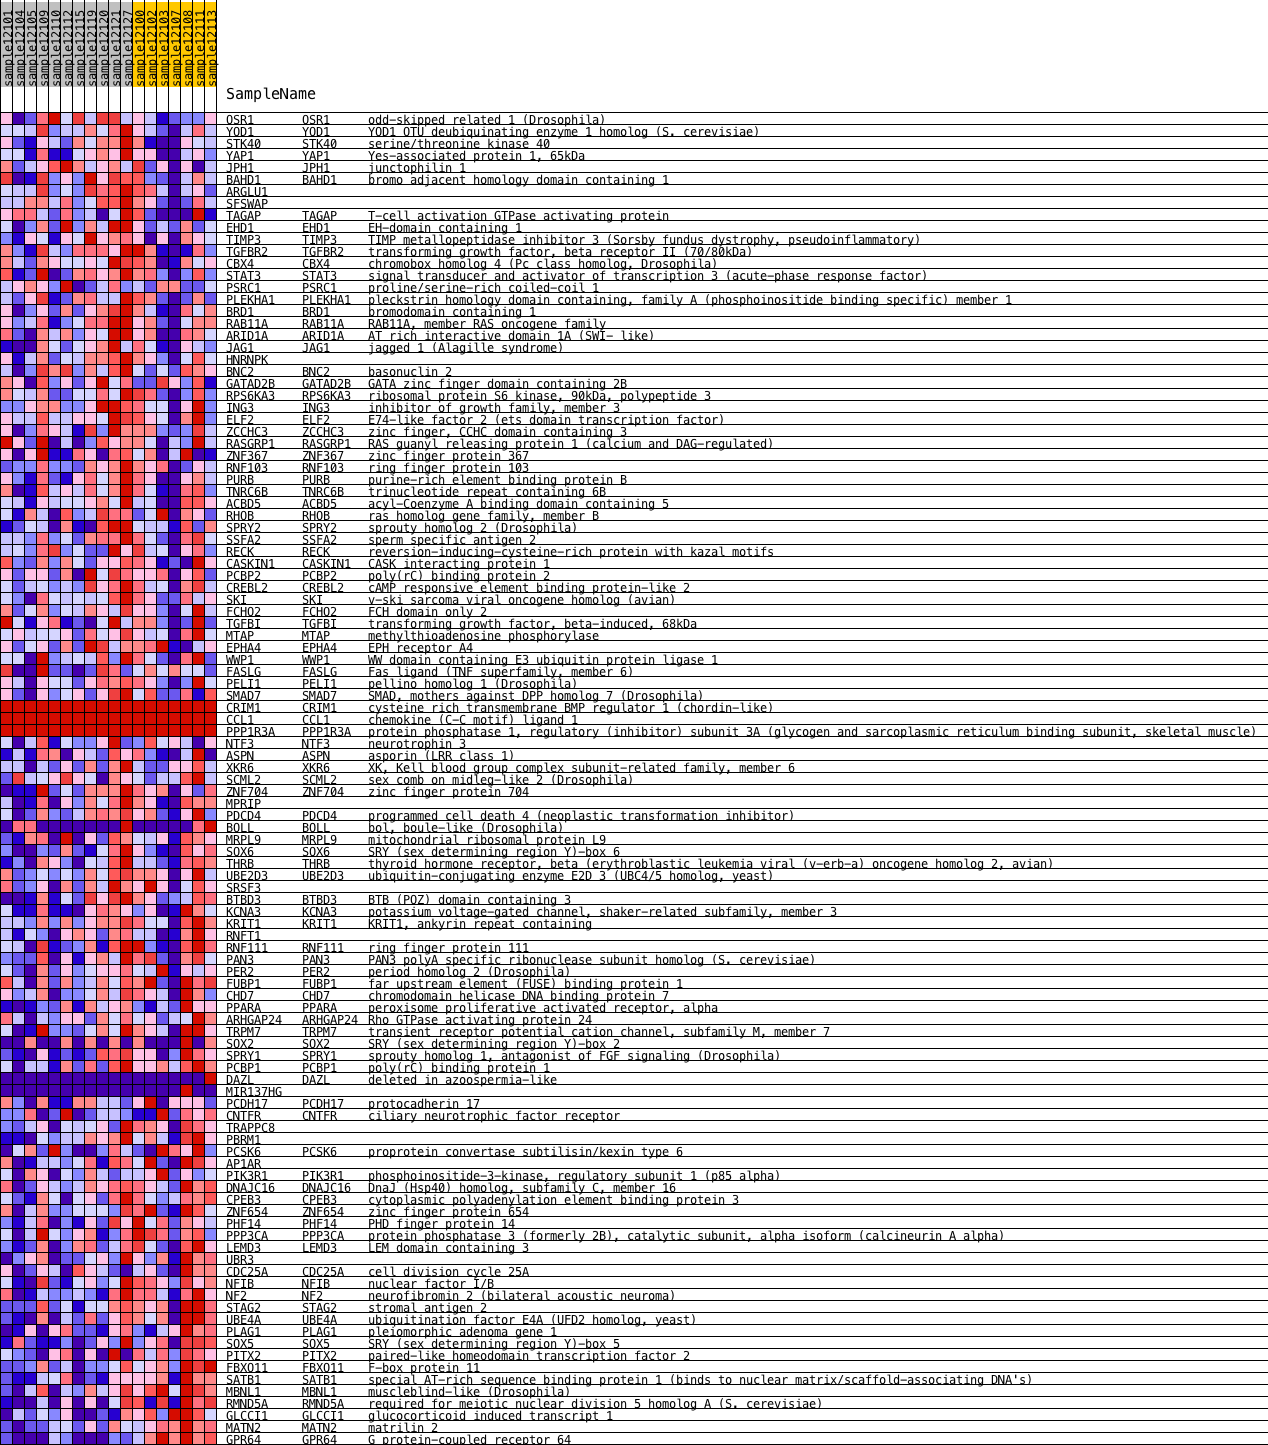 sample12101 sample12104 sample12105 sample12109 sample12110 sample12112 sample12115 sample12119 sample12120 sample12121 sample12127 sample12100 sample12102 sample12103 sample12107 sample12108 sample12111 sample12113
SampleName
OSR1 OSR1 odd-skipped related 1 (Drosophila)
YOD1 YOD1 YOD1 OTU deubiquinating enzyme 1 homolog (S. cerevisiae)
STK40 STK40 serine/threonine kinase 40
YAP1 YAP1 Yes-associated protein 1, 65kDa
JPH1 JPH1 junctophilin 1
BAHD1 BAHD1 bromo adjacent homology domain containing 1
ARGLU1
SFSWAP
TAGAP TAGAP T-cell activation GTPase activating protein
EHD1 EHD1 EH-domain containing 1
TIMP3 TIMP3 TIMP metallopeptidase inhibitor 3 (Sorsby fundus dystrophy, pseudoinflammatory)
TGFBR2 TGFBR2 transforming growth factor, beta receptor II (70/80kDa)
CBX4 CBX4 chromobox homolog 4 (Pc class homolog, Drosophila)
STAT3 STAT3 signal transducer and activator of transcription 3 (acute-phase response factor)
PSRC1 PSRC1 proline/serine-rich coiled-coil 1
PLEKHA1 PLEKHA1 pleckstrin homology domain containing, family A (phosphoinositide binding specific) member 1
BRD1 BRD1 bromodomain containing 1
RAB11A RAB11A RAB11A, member RAS oncogene family
ARID1A ARID1A AT rich interactive domain 1A (SWI- like)
JAG1 JAG1 jagged 1 (Alagille syndrome)
HNRNPK
BNC2 BNC2 basonuclin 2
GATAD2B GATAD2B GATA zinc finger domain containing 2B
RPS6KA3 RPS6KA3 ribosomal protein S6 kinase, 90kDa, polypeptide 3
ING3 ING3 inhibitor of growth family, member 3
ELF2 ELF2 E74-like factor 2 (ets domain transcription factor)
ZCCHC3 ZCCHC3 zinc finger, CCHC domain containing 3
RASGRP1 RASGRP1 RAS guanyl releasing protein 1 (calcium and DAG-regulated)
ZNF367 ZNF367 zinc finger protein 367
RNF103 RNF103 ring finger protein 103
PURB PURB purine-rich element binding protein B
TNRC6B TNRC6B trinucleotide repeat containing 6B
ACBD5 ACBD5 acyl-Coenzyme A binding domain containing 5
RHOB RHOB ras homolog gene family, member B
SPRY2 SPRY2 sprouty homolog 2 (Drosophila)
SSFA2 SSFA2 sperm specific antigen 2
RECK RECK reversion-inducing-cysteine-rich protein with kazal motifs
CASKIN1 CASKIN1 CASK interacting protein 1
PCBP2 PCBP2 poly(rC) binding protein 2
CREBL2 CREBL2 cAMP responsive element binding protein-like 2
SKI SKI v-ski sarcoma viral oncogene homolog (avian)
FCHO2 FCHO2 FCH domain only 2
TGFBI TGFBI transforming growth factor, beta-induced, 68kDa
MTAP MTAP methylthioadenosine phosphorylase
EPHA4 EPHA4 EPH receptor A4
WWP1 WWP1 WW domain containing E3 ubiquitin protein ligase 1
FASLG FASLG Fas ligand (TNF superfamily, member 6)
PELI1 PELI1 pellino homolog 1 (Drosophila)
SMAD7 SMAD7 SMAD, mothers against DPP homolog 7 (Drosophila)
CRIM1 CRIM1 cysteine rich transmembrane BMP regulator 1 (chordin-like)
CCL1 CCL1 chemokine (C-C motif) ligand 1
PPP1R3A PPP1R3A protein phosphatase 1, regulatory (inhibitor) subunit 3A (glycogen and sarcoplasmic reticulum binding subunit, skeletal muscle)
NTF3 NTF3 neurotrophin 3
ASPN ASPN asporin (LRR class 1)
XKR6 XKR6 XK, Kell blood group complex subunit-related family, member 6
SCML2 SCML2 sex comb on midleg-like 2 (Drosophila)
ZNF704 ZNF704 zinc finger protein 704
MPRIP
PDCD4 PDCD4 programmed cell death 4 (neoplastic transformation inhibitor)
BOLL BOLL bol, boule-like (Drosophila)
MRPL9 MRPL9 mitochondrial ribosomal protein L9
SOX6 SOX6 SRY (sex determining region Y)-box 6
THRB THRB thyroid hormone receptor, beta (erythroblastic leukemia viral (v-erb-a) oncogene homolog 2, avian)
UBE2D3 UBE2D3 ubiquitin-conjugating enzyme E2D 3 (UBC4/5 homolog, yeast)
SRSF3
BTBD3 BTBD3 BTB (POZ) domain containing 3
KCNA3 KCNA3 potassium voltage-gated channel, shaker-related subfamily, member 3
KRIT1 KRIT1 KRIT1, ankyrin repeat containing
RNFT1
RNF111 RNF111 ring finger protein 111
PAN3 PAN3 PAN3 polyA specific ribonuclease subunit homolog (S. cerevisiae)
PER2 PER2 period homolog 2 (Drosophila)
FUBP1 FUBP1 far upstream element (FUSE) binding protein 1
CHD7 CHD7 chromodomain helicase DNA binding protein 7
PPARA PPARA peroxisome proliferative activated receptor, alpha
ARHGAP24 ARHGAP24 Rho GTPase activating protein 24
TRPM7 TRPM7 transient receptor potential cation channel, subfamily M, member 7
SOX2 SOX2 SRY (sex determining region Y)-box 2
SPRY1 SPRY1 sprouty homolog 1, antagonist of FGF signaling (Drosophila)
PCBP1 PCBP1 poly(rC) binding protein 1
DAZL DAZL deleted in azoospermia-like
MIR137HG
PCDH17 PCDH17 protocadherin 17
CNTFR CNTFR ciliary neurotrophic factor receptor
TRAPPC8
PBRM1
PCSK6 PCSK6 proprotein convertase subtilisin/kexin type 6
AP1AR
PIK3R1 PIK3R1 phosphoinositide-3-kinase, regulatory subunit 1 (p85 alpha)
DNAJC16 DNAJC16 DnaJ (Hsp40) homolog, subfamily C, member 16
CPEB3 CPEB3 cytoplasmic polyadenylation element binding protein 3
ZNF654 ZNF654 zinc finger protein 654
PHF14 PHF14 PHD finger protein 14
PPP3CA PPP3CA protein phosphatase 3 (formerly 2B), catalytic subunit, alpha isoform (calcineurin A alpha)
LEMD3 LEMD3 LEM domain containing 3
UBR3
CDC25A CDC25A cell division cycle 25A
NFIB NFIB nuclear factor I/B
NF2 NF2 neurofibromin 2 (bilateral acoustic neuroma)
STAG2 STAG2 stromal antigen 2
UBE4A UBE4A ubiquitination factor E4A (UFD2 homolog, yeast)
PLAG1 PLAG1 pleiomorphic adenoma gene 1
SOX5 SOX5 SRY (sex determining region Y)-box 5
PITX2 PITX2 paired-like homeodomain transcription factor 2
FBXO11 FBXO11 F-box protein 11
SATB1 SATB1 special AT-rich sequence binding protein 1 (binds to nuclear matrix/scaffold-associating DNA's)
MBNL1 MBNL1 muscleblind-like (Drosophila)
RMND5A RMND5A required for meiotic nuclear division 5 homolog A (S. cerevisiae)
GLCCI1 GLCCI1 glucocorticoid induced transcript 1
MATN2 MATN2 matrilin 2
GPR64 GPR64 G protein-coupled receptor 64